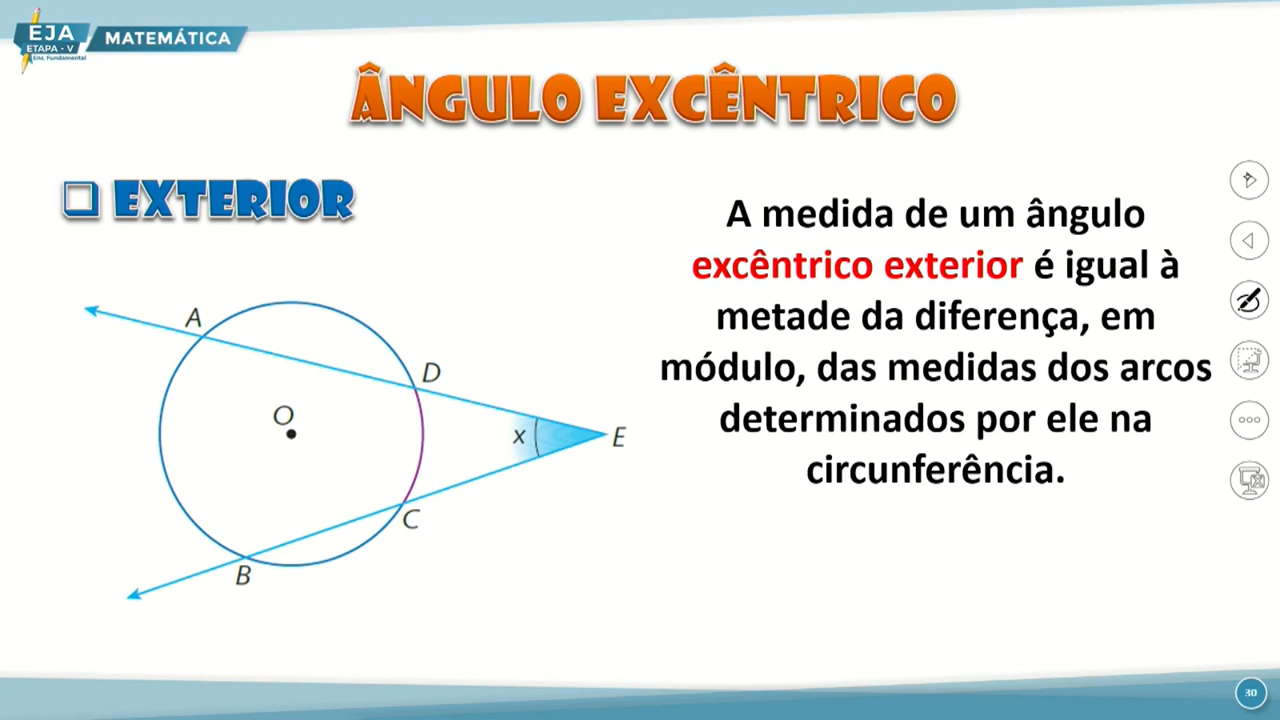 EJA
ETAPA - V
Ens. Fundamental
MATEMÁTICA
ÂNGULO EXCÊNTRICO
EXTERIOR
A medida de um ângulo
excêntrico exterior é igual à
metade da diferença, em
módulo, das medidas dos arcos
determinados por ele na
circunferência.
A
D
O
x
E
C
B
30